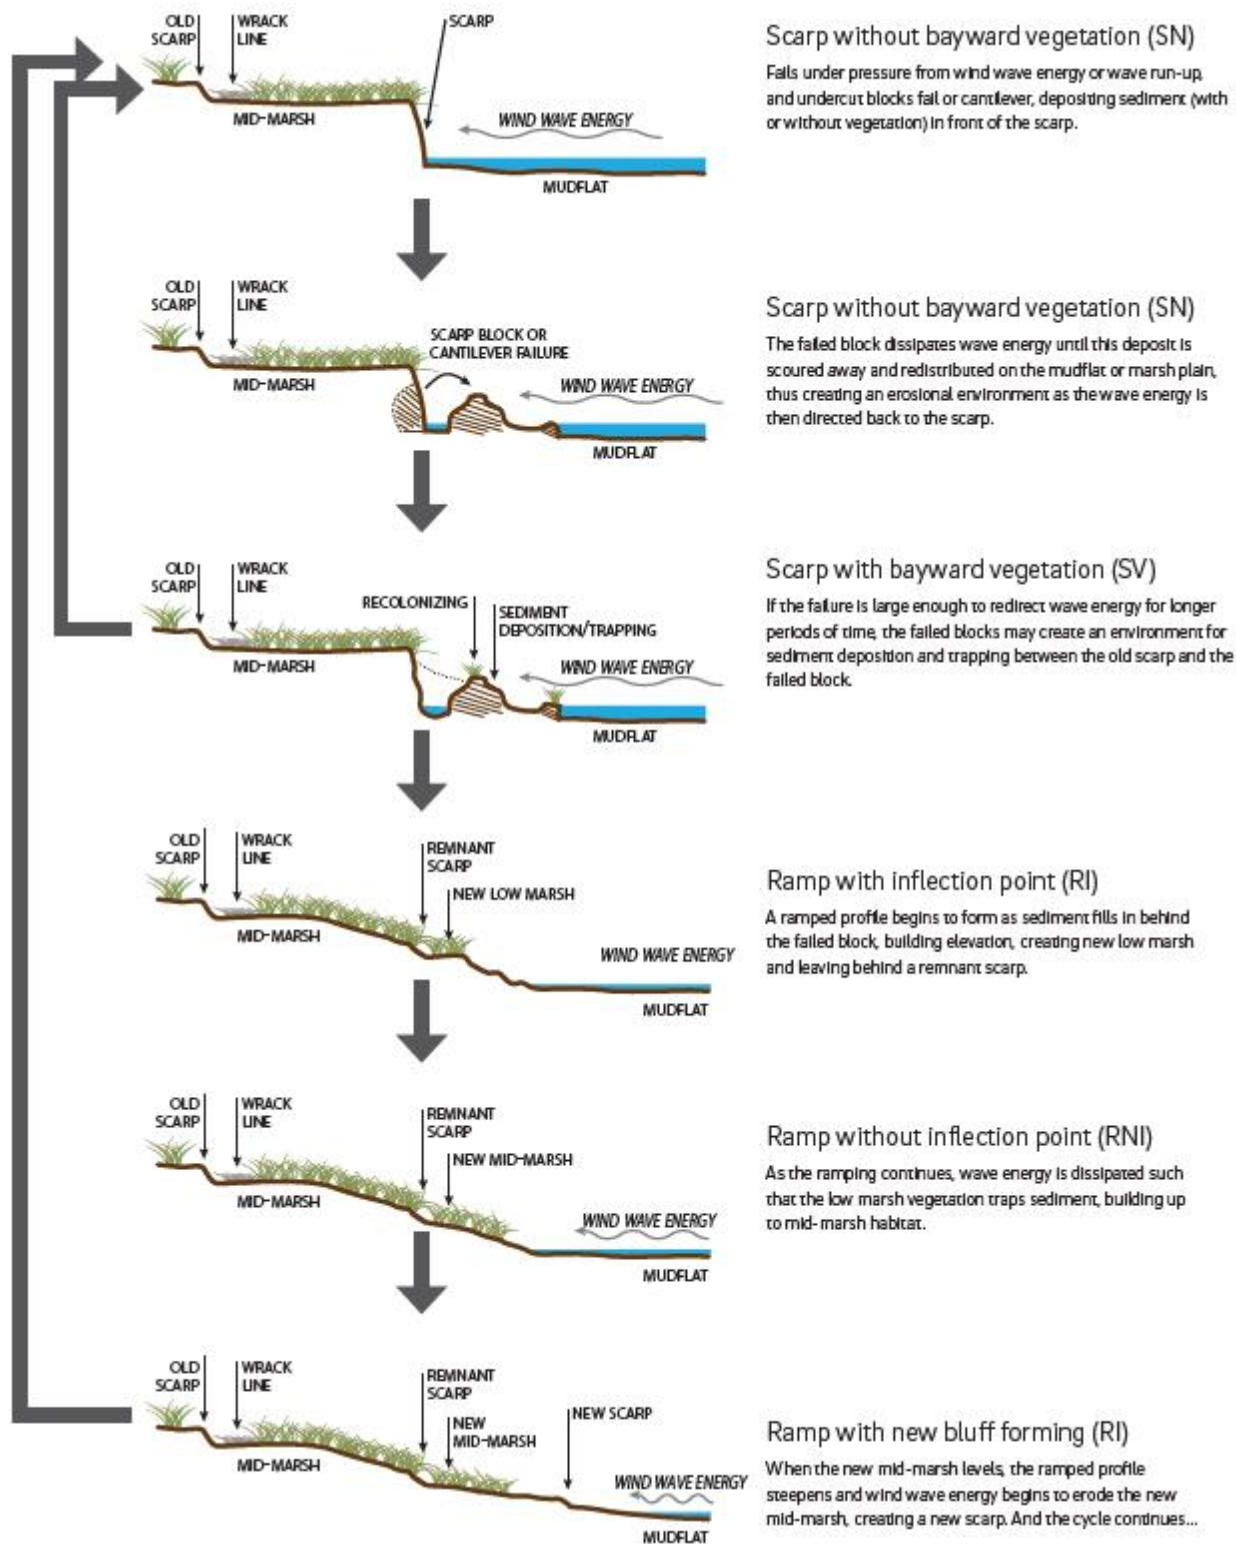 OLD
SCARP
WRACK
LINE
SCARP
MID-MARSH
WIND WAVE ENERGY
MUDFLAT
Scarp without bayward vegetation (SN)
Fails under pressure from wind wave energy or wave run-up,
and undercut blocks fail or cantilever, depositing sediment (with
or without vegetation) in front of the scarp.
OLD
SCARP
WRACK
LINE
SCARP BLOCK OR
CANTILEVER FAILURE
MID-MARSH
WIND WAVE ENERGY
MUDFLAT
Scarp without bayward vegetation (SN)
The failed block dissipates wave energy until this deposit is
scoured away and redistributed on the mudflat or marsh plain,
thus creating an erosional environment as the wave energy is
then directed back to the scarp.
OLD
SCARP
WRACK
LINE
RECOLONIZING
SEDIMENT
DEPOSITION/TRAPPING
MID-MARSH
WIND WAVE ENERGY
MUDFLAT
Scarp with bayward vegetation (SV)
If the failure is large enough to redirect wave energy for longer
periods of time, the failed blocks may create an environment for
sediment deposition and trapping between the old scarp and the
failed block.
OLD
SCARP
WRACK
LINE
REMNANT
SCARP
NEW LOW MARSH
MID-MARSH
WIND WAVE ENERGY
MUDFLAT
Ramp with inflection point (RI)
A ramped profile begins to form as sediment fills in behind
the failed block, building elevation, creating new low marsh
and leaving behind a remnant scarp.
OLD
SCARP
WRACK
LINE
REMNANT
SCARP
NEW MID-MARSH
MID-MARSH
WIND WAVE ENERGY
MUDFLAT
Ramp without inflection point (RNI)
As the ramping continues, wave energy is dissipated such
that the low marsh vegetation traps sediment, building up
to mid-marsh habitat.
OLD
SCARP
WRACK
LINE
REMNANT
SCARP
NEW
MID-MARSH
NEW SCARP
MID-MARSH
WIND WAVE ENERGY
MUDFLAT
Ramp with new bluff forming (RI)
When the new mid-marsh levels, the ramped profile
steepens and wind wave energy begins to erode the new
mid-marsh, creating a new scarp. And the cycle continues...